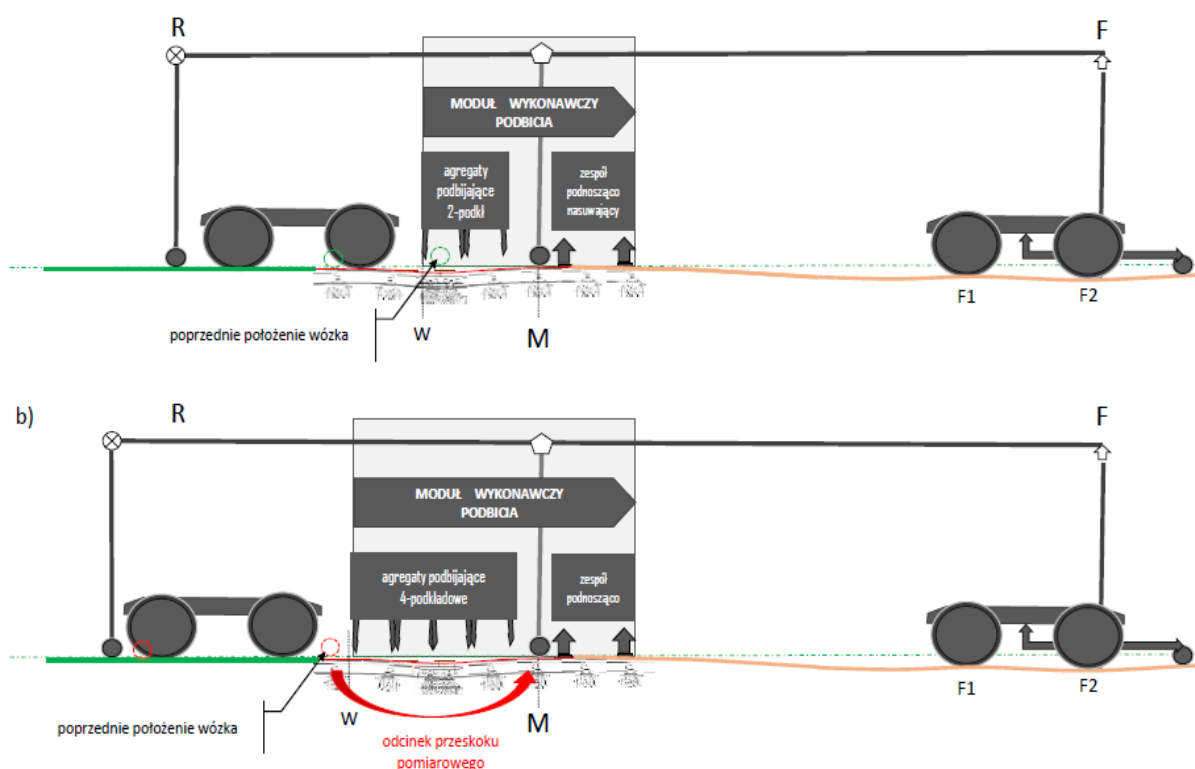 R
F
MODUŁ WYKONAWCZY
PODBICIA
agregaty
podbijające
2-podkł
zespół
podnosząco
nasuwający
F1
F2
poprzednie położenie wózka
W
M
b)
R
F
MODUŁ WYKONAWCZY
PODBICIA
agregaty podbijające
4-podkładowe
zespół
podnosząco
F1
F2
poprzednie położenie wózka
W
M
odcinek przeskoku
pomiarowego